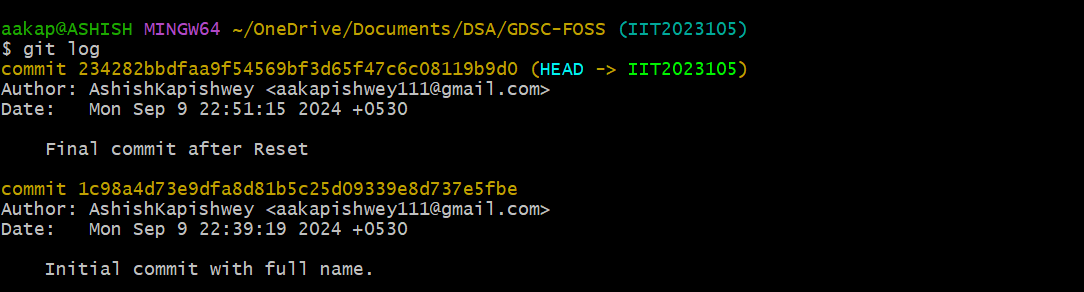 aakap@ASHISH MINGW64 ~/OneDrive/Documents/DSA/GDSC-FOSS (IIT2023105)
$ git log
commit 234282bbdfaa9f54569bf3d65f47c6c08119b9d0 (HEAD -> IIT2023105)
Author: AshishKapishwey <aakapishwey111@gmail.com>
Date:   Mon Sep 9 22:51:15 2024 +0530
    Final commit after Reset
commit 1c98a4d73e9dfa8d81b5c25d09339e8d737e5fbe
Author: AshishKapishwey <aakapishwey111@gmail.com>
Date:   Mon Sep 9 22:39:19 2024 +0530
    Initial commit with full name.